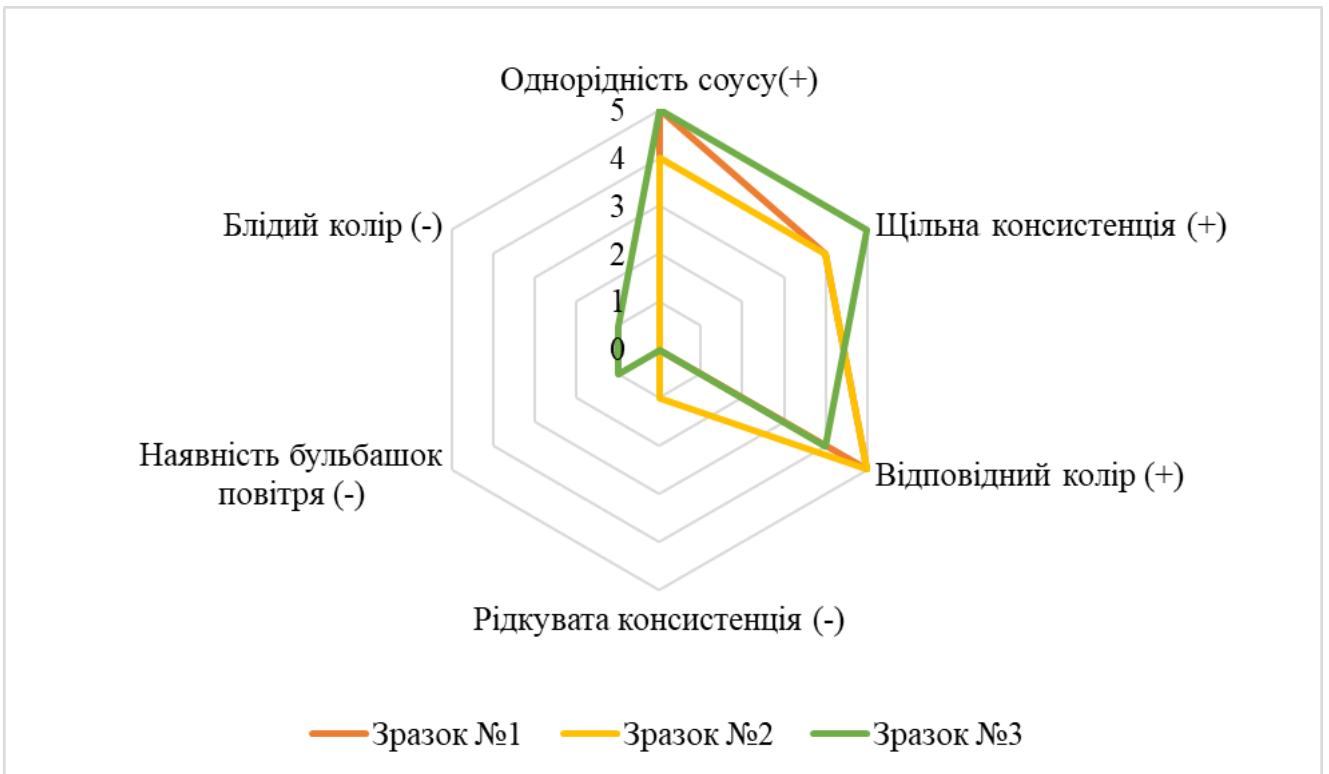 Однорідність соусу(+)
5
4
3
2
1
0
Блідий колір (-)
Щільна консистенція (+)
Наявність бульбашок
повітря (-)
Відповідний колір (+)
Рідкувата консистенція (-)
Зразок №1 Зразок №2 Зразок №3